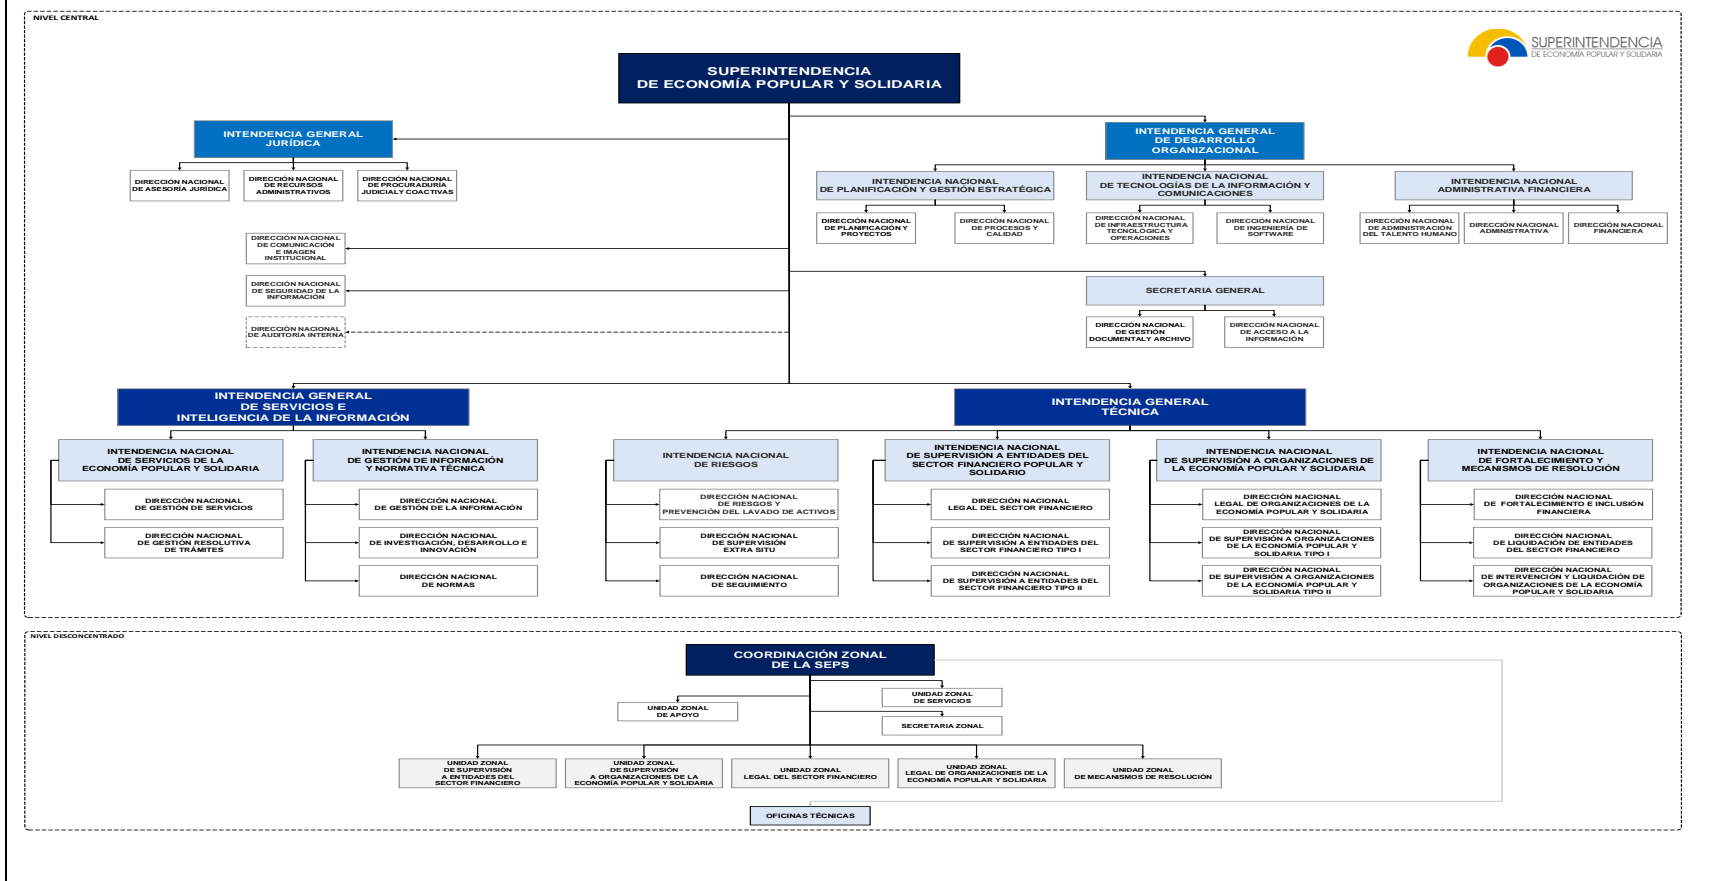 NIVEL CENTRAL
SUPERINTENDENCIA
DE ECONOMÍA POPULAR Y SOLIDARIA
SUPERINTENDENCIA
DE ECONOMÍA POPULAR Y SOLIDARIA
INTENDENCIA GENERAL
JURÍDICA
INTENDENCIA GENERAL
DE DESARROLLO
ORGANIZACIONAL
DIRECCIÓN NACIONAL
DE ASESORÍA JURÍDICA
DIRECCIÓN NACIONAL
DE RECURSOS
ADMINISTRATIVOS
DIRECCIÓN NACIONAL
DE PROCURADURÍA
JUDICIAL Y COACTIVAS
INTENDENCIA NACIONAL
DE PLANIFICACIÓN Y GESTIÓN ESTRATÉGICA
INTENDENCIA NACIONAL
DE TECNOLOGÍAS DE LA INFORMACIÓN Y
COMUNICACIONES
INTENDENCIA NACIONAL
ADMINISTRATIVA FINANCIERA
DIRECCIÓN NACIONAL
DE PLANIFICACIÓN Y
PROYECTOS
DIRECCIÓN NACIONAL
DE PROCESOS Y
CALIDAD
DIRECCIÓN NACIONAL
DE INFRAESTRUCTURA
TECNOLÓGICA Y
OPERACIONES
DIRECCIÓN NACIONAL
DE INGENIERÍA DE
SOFTWARE
DIRECCIÓN NACIONAL
DE ADMINISTRACIÓN
DEL TALENTO HUMANO
DIRECCIÓN NACIONAL
ADMINISTRATIVA
DIRECCIÓN NACIONAL
FINANCIERA
DIRECCIÓN NACIONAL
DE COMUNICACIÓN
E IMAGEN
INSTITUCIONAL
DIRECCIÓN NACIONAL
DE SEGURIDAD DE LA
INFORMACIÓN
SECRETARIA GENERAL
DIRECCIÓN NACIONAL
DE AUDITORÍA INTERNA
DIRECCIÓN NACIONAL
DE GESTIÓN
DOCUMENTAL Y ARCHIVO
DIRECCIÓN NACIONAL
DE ACCESO A LA
INFORMACIÓN
INTENDENCIA GENERAL
DE SERVICIOS E
INTELIGENCIA DE LA INFORMACIÓN
INTENDENCIA GENERAL
TÉCNICA
INTENDENCIA NACIONAL
DE SERVICIOS DE LA
ECONOMÍA POPULAR Y SOLIDARIA
INTENDENCIA NACIONAL
DE GESTIÓN DE INFORMACIÓN
Y NORMATIVA TÉCNICA
INTENDENCIA NACIONAL
DE RIESGOS
INTENDENCIA NACIONAL
DE SUPERVISIÓN A ENTIDADES DEL
SECTOR FINANCIERO POPULAR Y
SOLIDARIO
INTENDENCIA NACIONAL
DE SUPERVISIÓN A ORGANIZACIONES DE
LA ECONOMÍA POPULAR Y SOLIDARIA
INTENDENCIA NACIONAL
DE FORTALECIMIENTO Y
MECANISMOS DE RESOLUCIÓN
DIRECCIÓN NACIONAL
DE GESTIÓN DE SERVICIOS
DIRECCIÓN NACIONAL
DE GESTIÓN DE LA INFORMACIÓN
DIRECCIÓN NACIONAL
DE RIESGOS Y
PREVENCIÓN DEL LAVADO DE ACTIVOS
DIRECCIÓN NACIONAL
LEGAL DEL SECTOR FINANCIERO
DIRECCIÓN NACIONAL
LEGAL DE ORGANIZACIONES DE LA
ECONOMÍA POPULAR Y SOLIDARIA
DIRECCIÓN NACIONAL
DE FORTALECIMIENTO E INCLUSIÓN
FINANCIERA
DIRECCIÓN NACIONAL
DE GESTIÓN RESOLUTIVA
DE TRÁMITES
DIRECCIÓN NACIONAL
DE INVESTIGACIÓN, DESARROLLO E
INNOVACIÓN
DIRECCIÓN NACIONAL
DE SUPERVISIÓN
EXTRA SITU
DIRECCIÓN NACIONAL
DE SUPERVISIÓN A ENTIDADES DEL
SECTOR FINANCIERO TIPO I
DIRECCIÓN NACIONAL
DE SUPERVISIÓN A ORGANIZACIONES
DE LA ECONOMÍA POPULAR Y
SOLIDARIA TIPO I
DIRECCIÓN NACIONAL
DE LIQUIDACIÓN DE ENTIDADES
DEL SECTOR FINANCIERO
DIRECCIÓN NACIONAL
DE NORMAS
DIRECCIÓN NACIONAL
DE SEGUIMIENTO
DIRECCIÓN NACIONAL
DE SUPERVISIÓN A ENTIDADES DEL
SECTOR FINANCIERO TIPO II
DIRECCIÓN NACIONAL
DE SUPERVISIÓN A ORGANIZACIONES
DE LA ECONOMÍA POPULAR Y
SOLIDARIA TIPO II
DIRECCIÓN NACIONAL
DE INTERVENCIÓN Y LIQUIDACIÓN DE
ORGANIZACIONES DE LA ECONOMÍA
POPULAR Y SOLIDARIA
NIVEL DESCONCENTRADO
COORDINACIÓN ZONAL
DE LA SEPS
UNIDAD ZONAL
DE SERVICIOS
UNIDAD ZONAL
DE APOYO
SECRETARIA ZONAL
UNIDAD ZONAL
DE SUPERVISIÓN
A ENTIDADES DEL
SECTOR FINANCIERO
UNIDAD ZONAL
DE SUPERVISIÓN
A ORGANIZACIONES DE LA
ECONOMÍA POPULAR Y SOLIDARIA
UNIDAD ZONAL
LEGAL DEL SECTOR FINANCIERO
UNIDAD ZONAL
LEGAL DE ORGANIZACIONES DE LA
ECONOMÍA POPULAR Y SOLIDARIA
UNIDAD ZONAL
DE MECANISMOS DE RESOLUCIÓN
OFICINAS TÉCNICAS